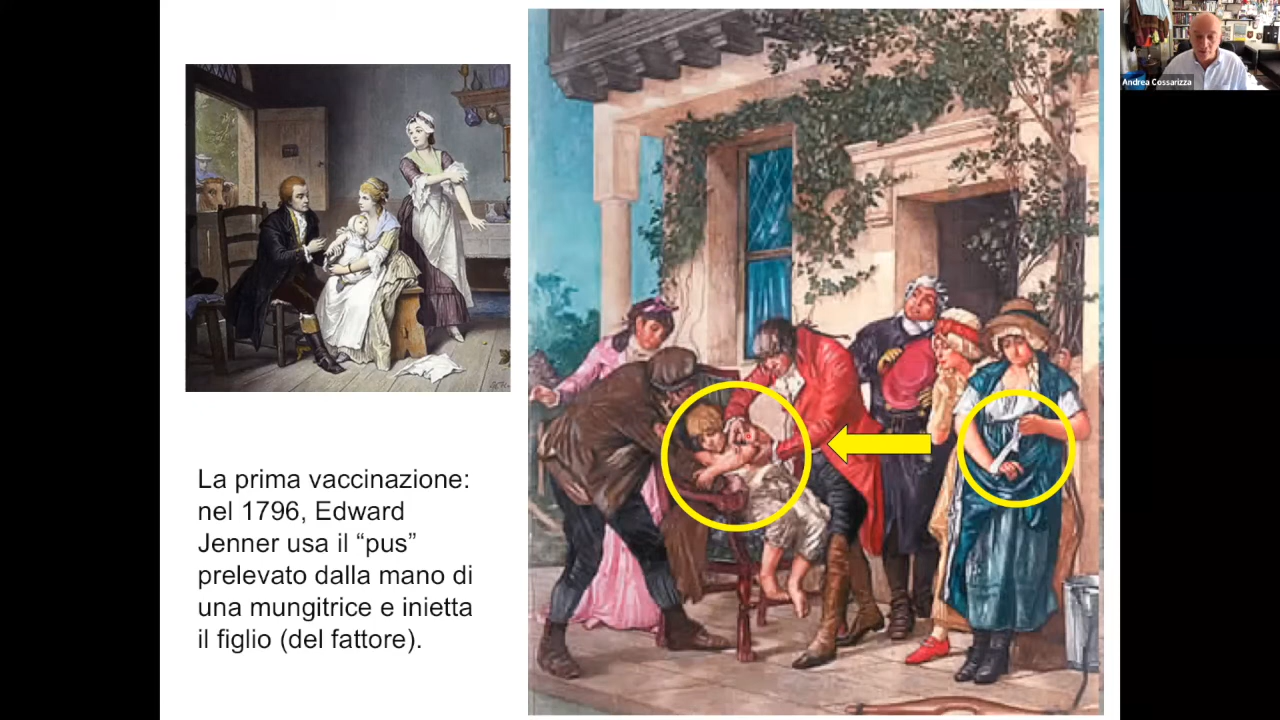 Andrea Cossarizza
La prima vaccinazione:
nel 1796, Edward
Jenner usa il “pus”
prelevato dalla mano di
una mungitrice e inietta
il figlio (del fattore).